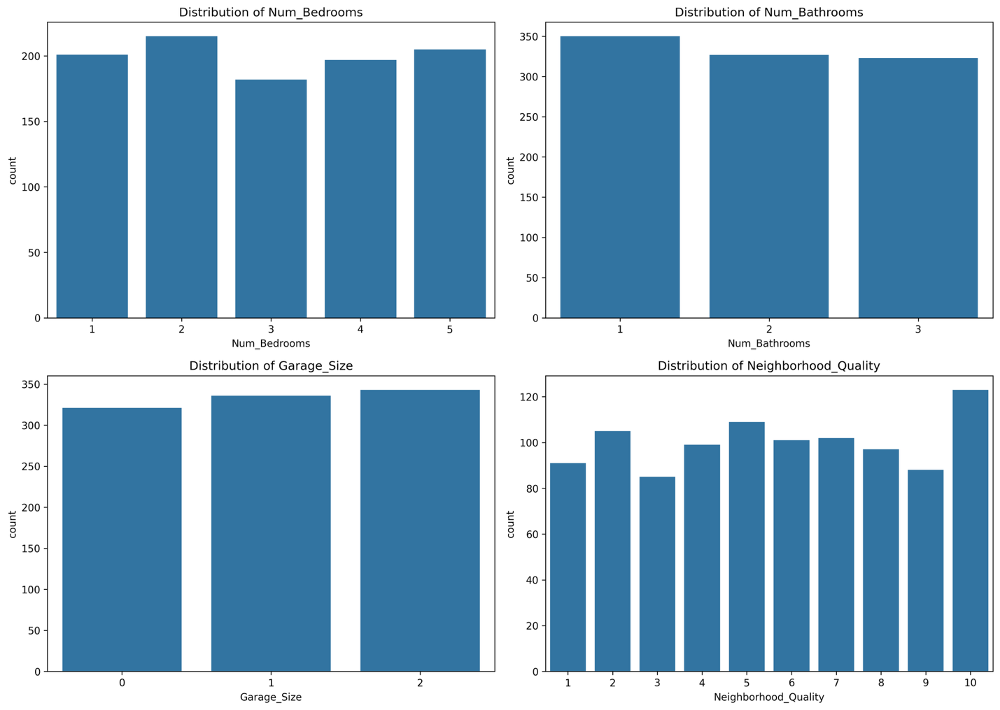 Distribution of Num_Bedrooms
count
200
150
100
50
0
1 2 3 4 5
Num_Bedrooms
Distribution of Num_Bathrooms
count
350
300
250
200
150
100
50
0
1 2 3
Num_Bathrooms
Distribution of Garage_Size
count
350
300
250
200
150
100
50
0
0 1 2
Garage_Size
Distribution of Neighborhood_Quality
count
120
100
80
60
40
20
0
1 2 3 4 5 6 7 8 9 10
Neighborhood_Quality